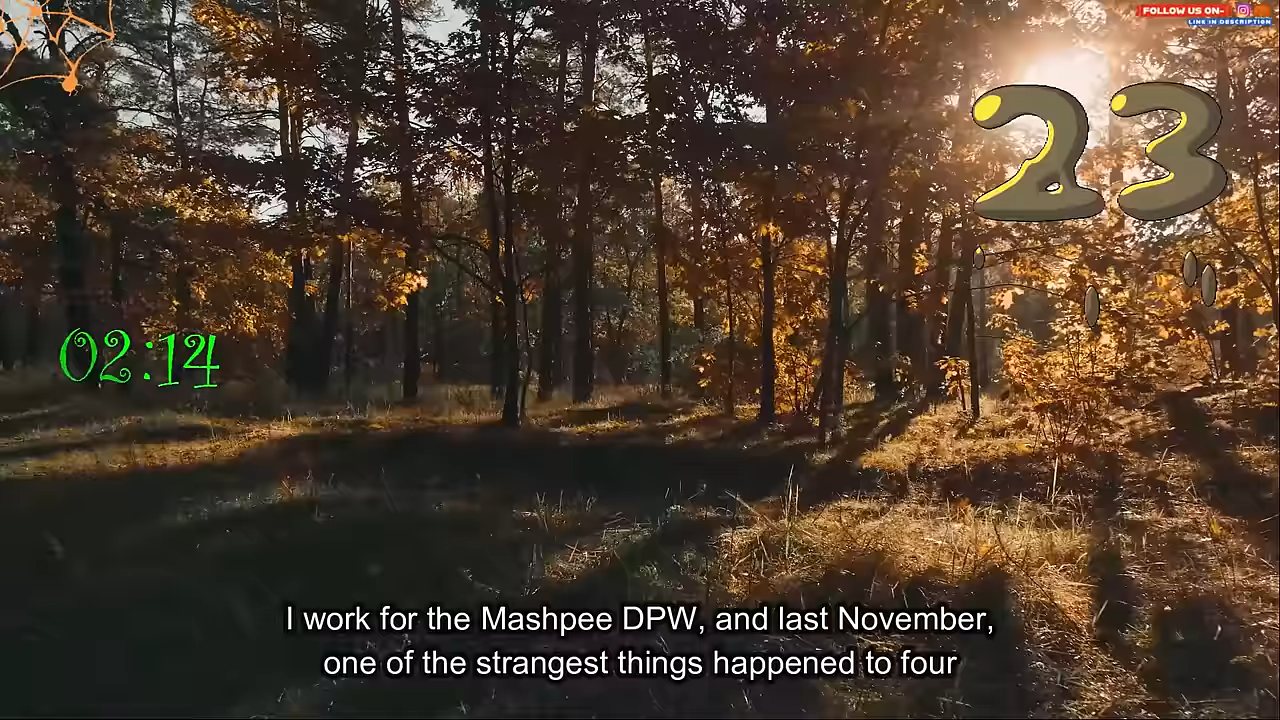 FOLLOW US ON-
LINK IN DESCRIPTION
23
02:14
I work for the Mashpee DPW, and last November,
one of the strangest things happened to four